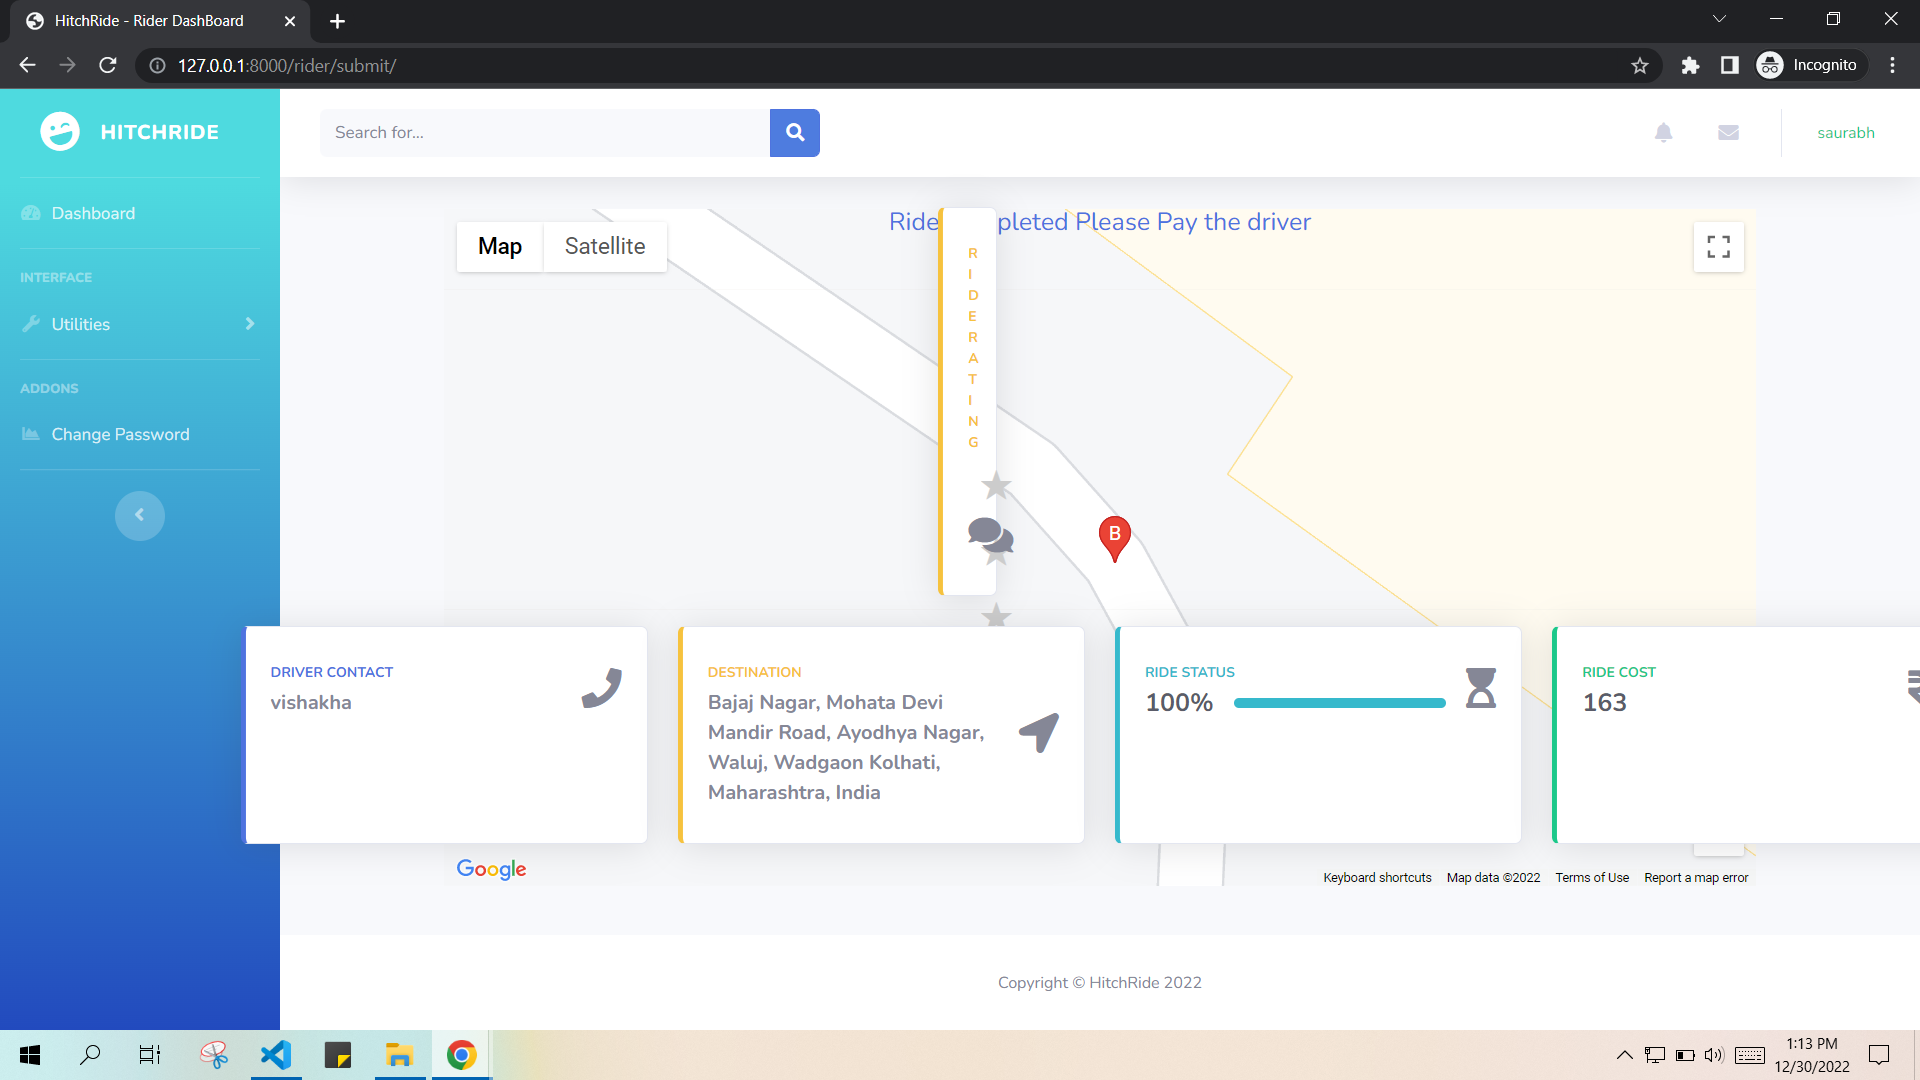 HitchRide - Rider DashBoard
127.0.0.1:8000/rider/submit/
Incognito
HITCHRIDE
Search for...
saurabh
Dashboard
INTERFACE
Utilities
ADDONS
Change Password
Map
Satellite
Ride pleted Please Pay the driver
R
I
D
E
R
A
T
I
N
G
B
DRIVER CONTACT
vishakha
DESTINATION
Bajaj Nagar, Mohata Devi
Mandir Road, Ayodhya Nagar,
Waluj, Wadgaon Kolhati,
Maharashtra, India
RIDE STATUS
100%
RIDE COST
163
Google
Keyboard shortcuts
Map data ©2022
Terms of Use
Report a map error
Copyright © HitchRide 2022
1:13 PM
12/30/2022